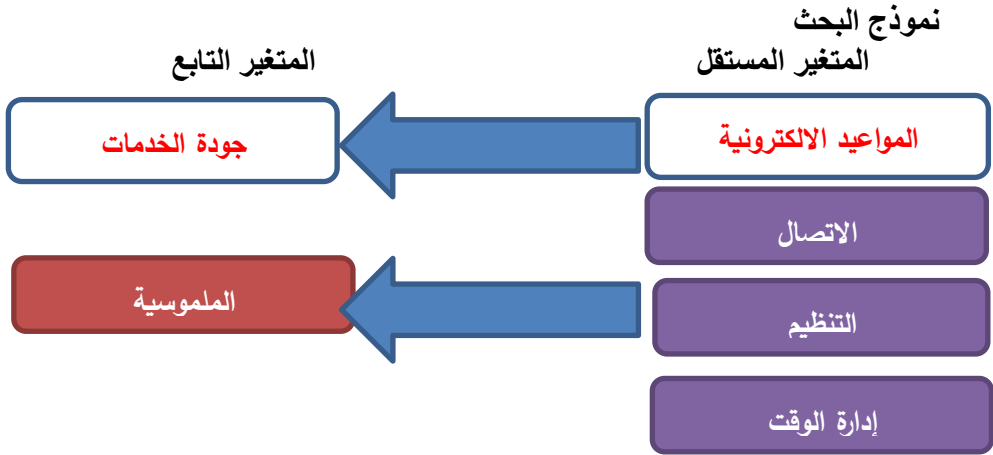 نموذج البحث
المتغير المستقل
المتغير التابع
المواعيد الالكترونية
جودة الخدمات
الاتصال
الملموسية
التنظيم
إدارة الوقت